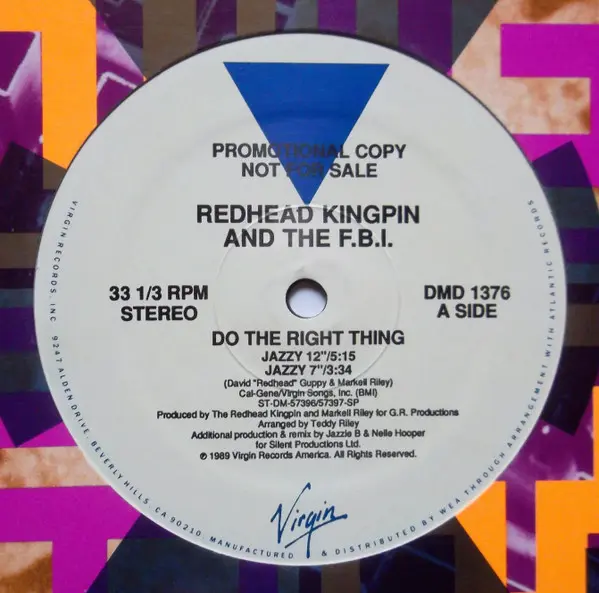 PROMOTIONAL COPY
NOT FOR SALE
REDHEAD KINGPIN
AND THE F.B.I.
33 1/3 RPM
STEREO
DMD 1376
A SIDE
DO THE RIGHT THING
JAZZY 12"/5:15
JAZZY 7"/3:34
(David "Redhead" Guppy & Markell Riley)
Cal-Gene/Virgin Songs, Inc. (BMI)
ST-DM-57396/57397-SP
Produced by The Redhead Kingpin and Markell Riley for G.R. Productions
Arranged by Teddy Riley
Additional production & remix by Jazzie B & Nelle Hooper
for Silent Productions Ltd.
℗ 1989 Virgin Records America. All Rights Reserved.
Virgin
VIRGIN RECORDS, INC. 9247 ALDEN DRIVE, BEVERLY HILLS, CA 90210. MANUFACTURED & DISTRIBUTED BY WEA THROUGH ARRANGEMENT WITH ATLANTIC RECORDS